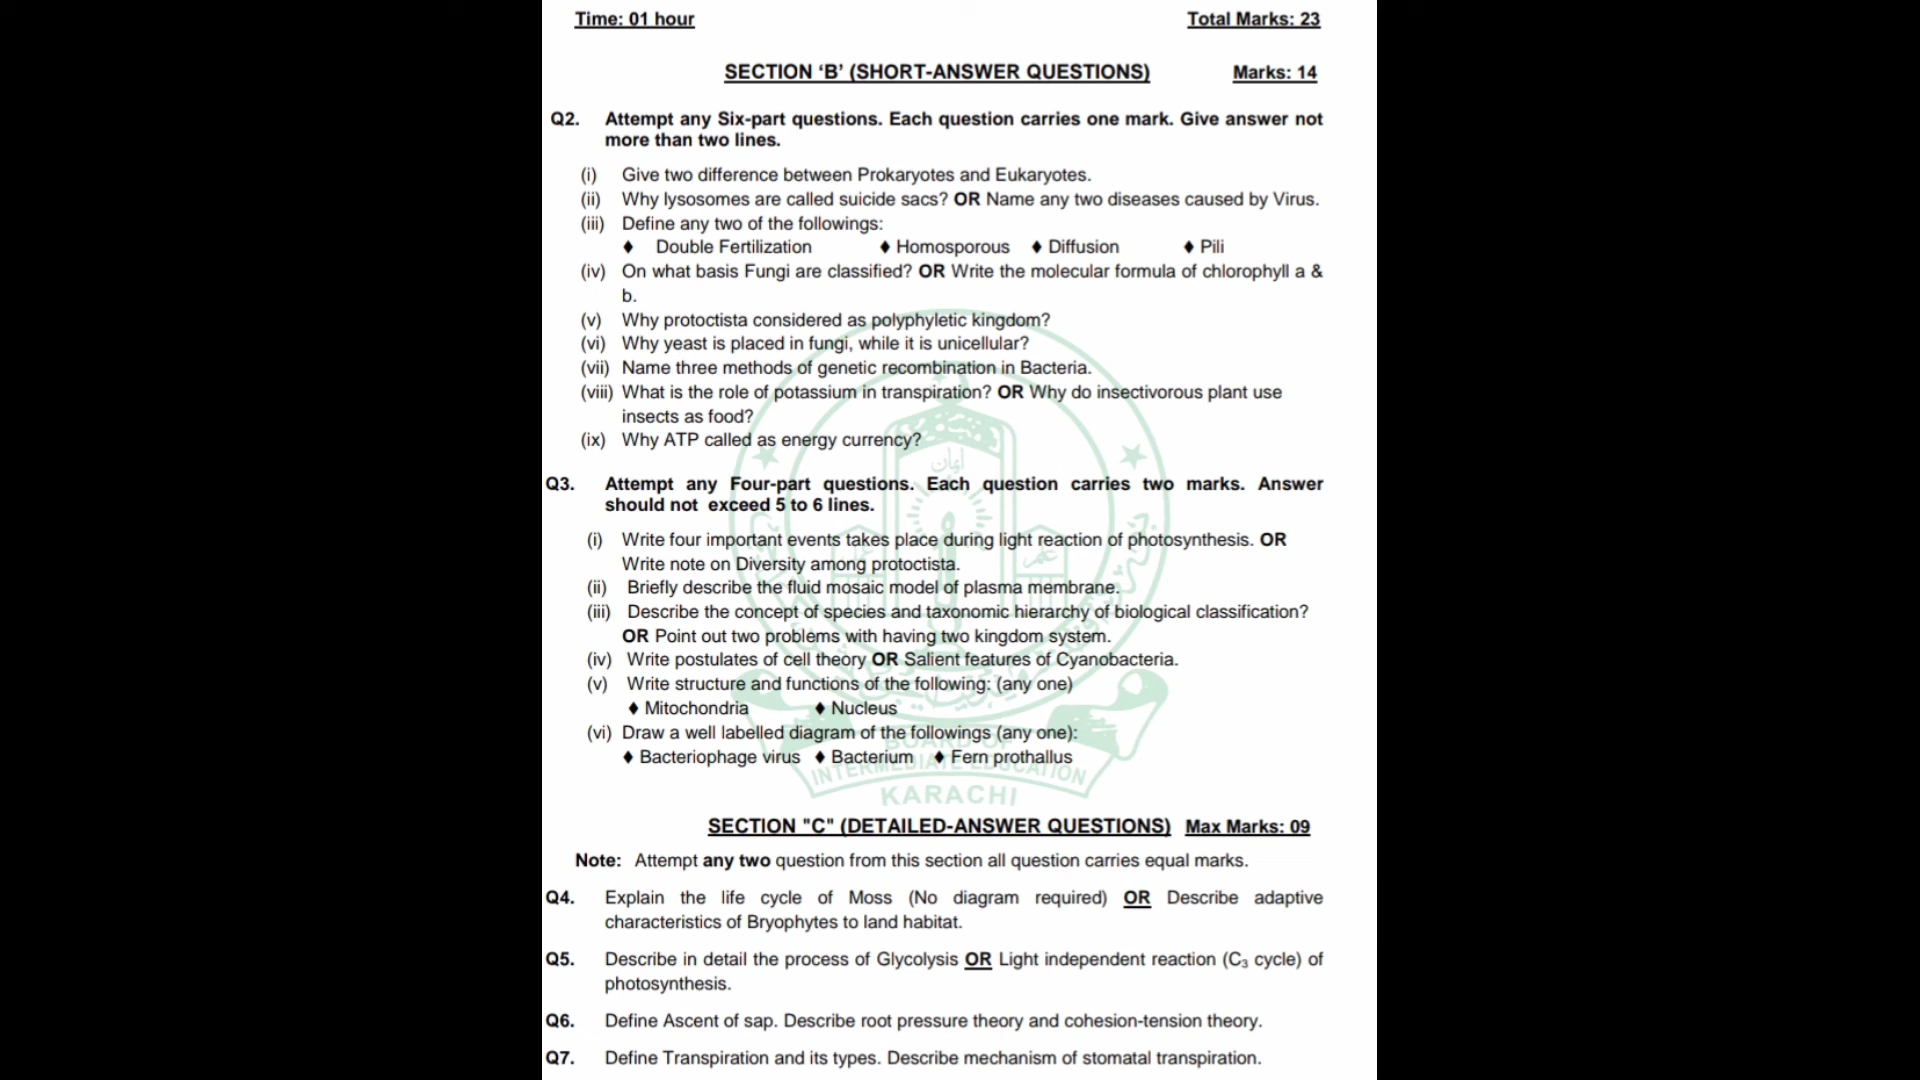 Time: 01 hour Total Marks: 23
SECTION ‘B’ (SHORT-ANSWER QUESTIONS) Marks: 14
Q2. Attempt any Six-part questions. Each question carries one mark. Give answer not
more than two lines.
(i) Give two difference between Prokaryotes and Eukaryotes.
(ii) Why lysosomes are called suicide sacs? OR Name any two diseases caused by Virus.
(iii) Define any two of the followings:
♦ Double Fertilization ♦ Homosporous ♦ Diffusion ♦ Pili
(iv) On what basis Fungi are classified? OR Write the molecular formula of chlorophyll a &
b.
(v) Why protoctista considered as polyphyletic kingdom?
(vi) Why yeast is placed in fungi, while it is unicellular?
(vii) Name three methods of genetic recombination in Bacteria.
(viii) What is the role of potassium in transpiration? OR Why do insectivorous plant use
insects as food?
(ix) Why ATP called as energy currency?
ایمان
Q3. Attempt any Four-part questions. Each question carries two marks. Answer
should not exceed 5 to 6 lines.
(i) Write four important events takes place during light reaction of photosynthesis. OR
Write note on Diversity among protoctista.
(ii) Briefly describe the fluid mosaic model of plasma membrane.
(iii) Describe the concept of species and taxonomic hierarchy of biological classification?
OR Point out two problems with having two kingdom system.
(iv) Write postulates of cell theory OR Salient features of Cyanobacteria.
(v) Write structure and functions of the following: (any one)
♦ Mitochondria ♦ Nucleus
(vi) Draw a well labelled diagram of the followings (any one):
♦ Bacteriophage virus ♦ Bacterium ♦ Fern prothallus
BOARD OF
INTERMEDIATE EDUCATION
KARACHI
SECTION "C" (DETAILED-ANSWER QUESTIONS) Max Marks: 09
Note: Attempt any two question from this section all question carries equal marks.
Q4. Explain the life cycle of Moss (No diagram required) OR Describe adaptive
characteristics of Bryophytes to land habitat.
Q5. Describe in detail the process of Glycolysis OR Light independent reaction (C₃ cycle) of
photosynthesis.
Q6. Define Ascent of sap. Describe root pressure theory and cohesion-tension theory.
Q7. Define Transpiration and its types. Describe mechanism of stomatal transpiration.